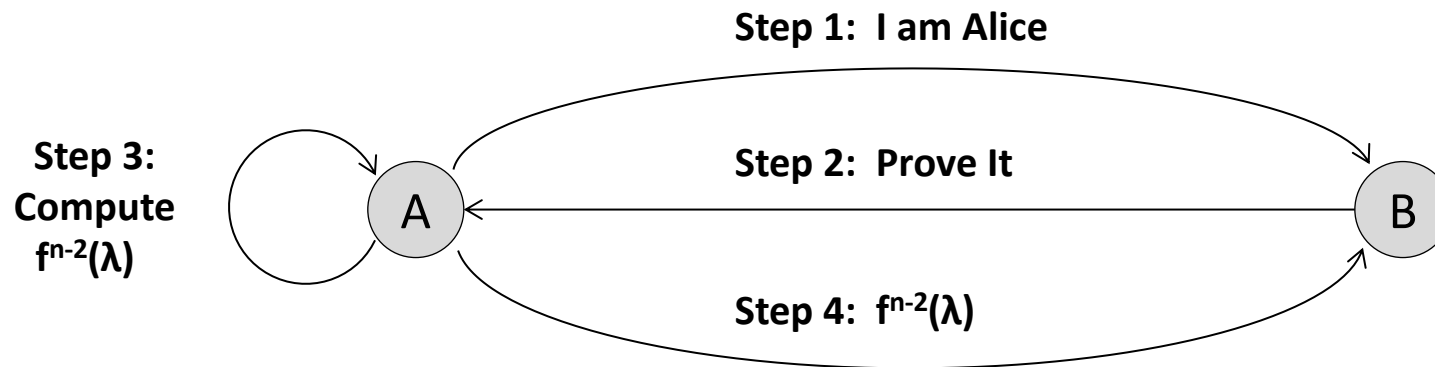 Step 1: I am Alice
Step 3:
Compute
fⁿ⁻²(λ)
A
Step 2: Prove It
B
Step 4: fⁿ⁻²(λ)